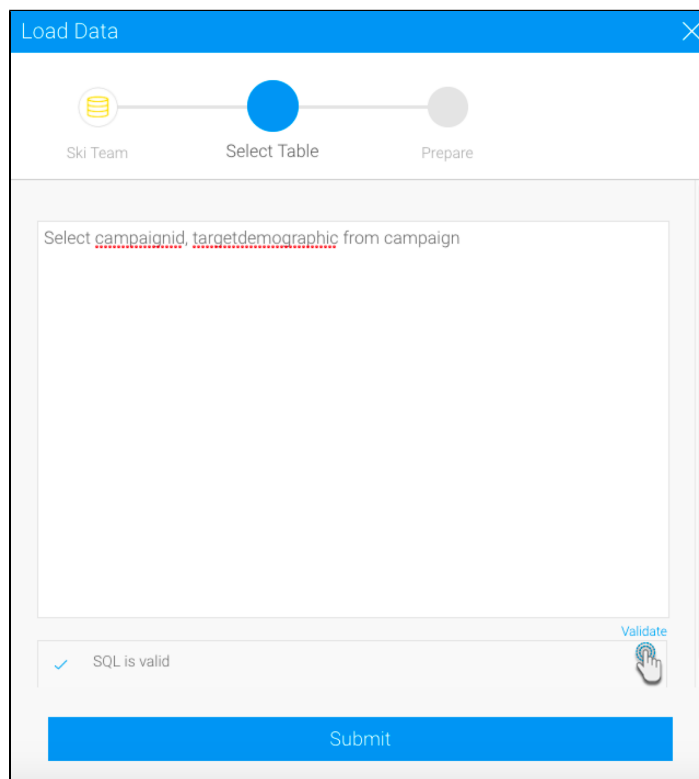 Load Data
Ski Team
Select Table
Prepare
Select campaignid, targetdemographic from campaign
Validate
SQL is valid
Submit